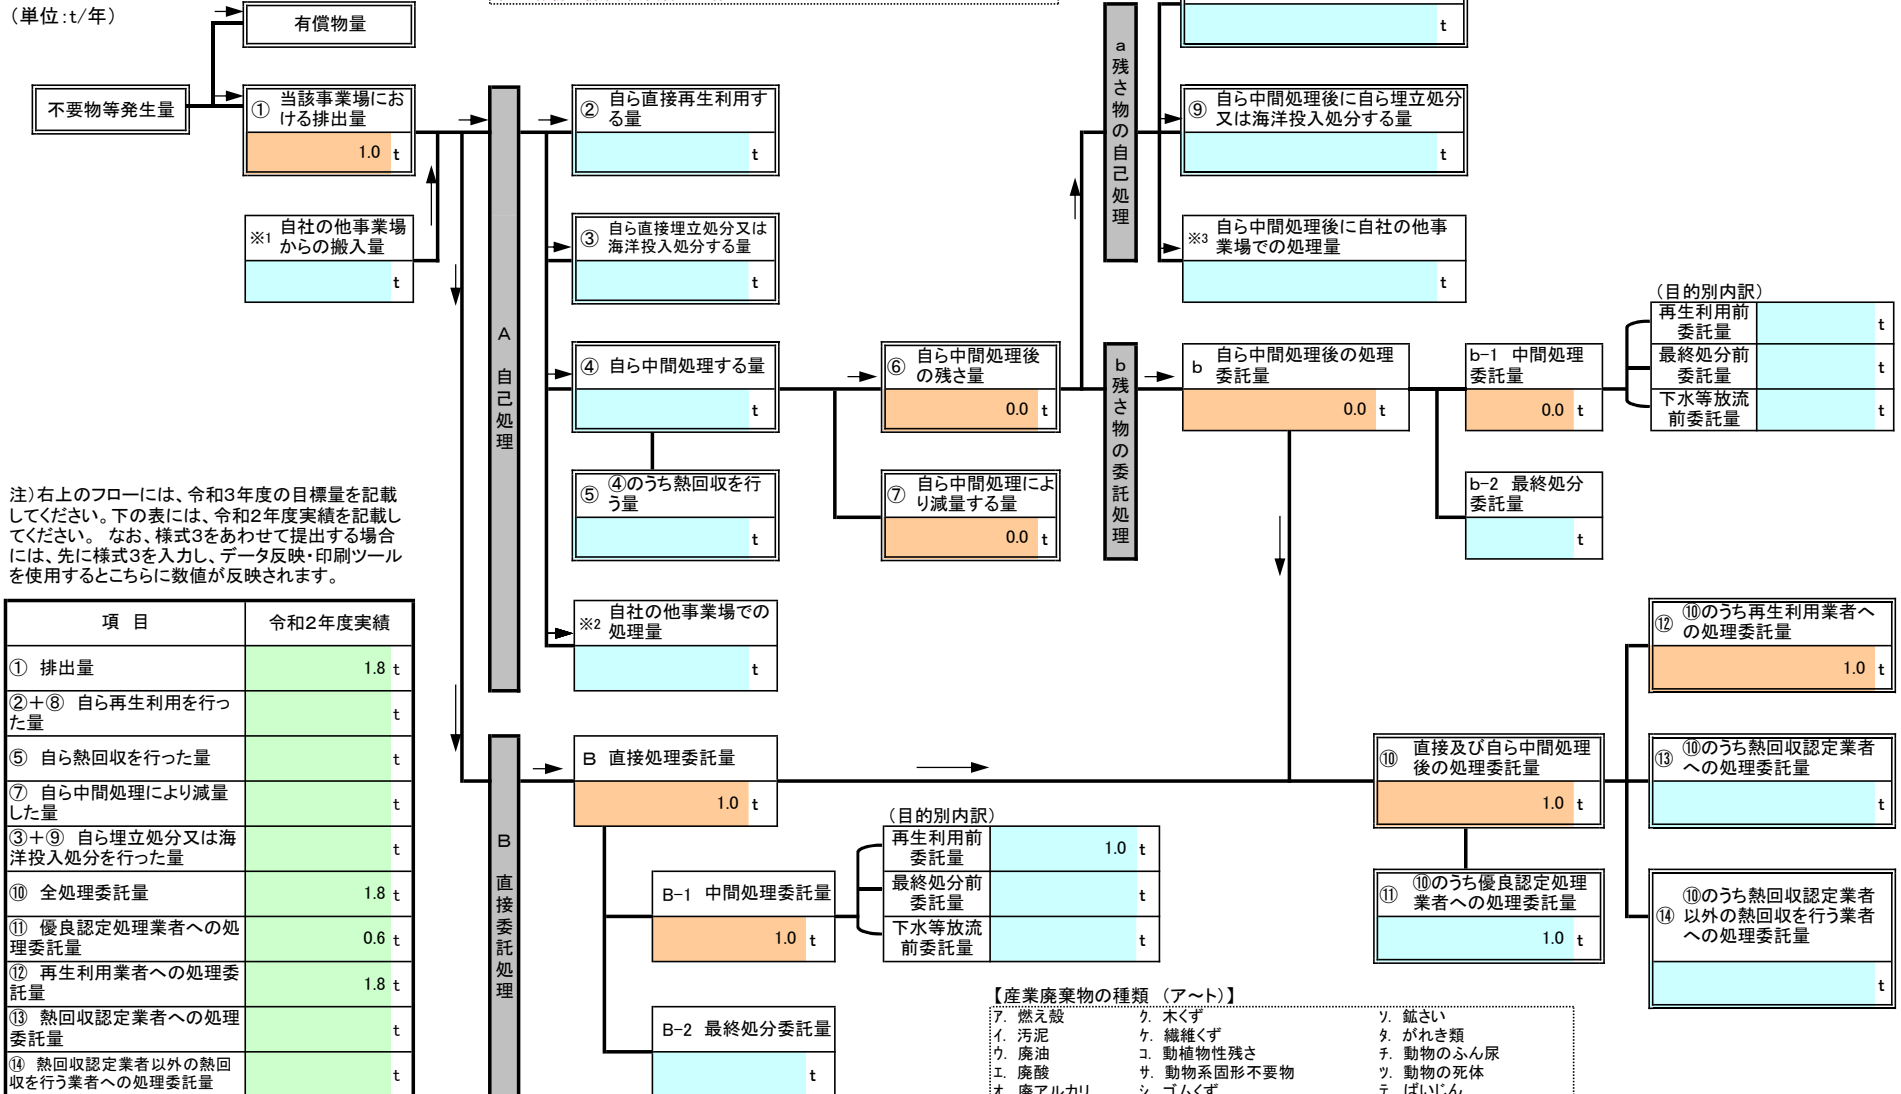 （単位:ｔ/年）
有償物量
不要物等発生量
① 当該事業場にお
ける排出量
1.0 ｔ
※1 自社の他事業場
からの搬入量
ｔ
A 自己処理
② 自ら直接再生利用す
る量
ｔ
③ 自ら直接埋立処分又は
海洋投入処分する量
ｔ
④ 自ら中間処理する量
ｔ
⑤ ④のうち熱回収を行
う量
ｔ
※2 自社の他事業場での
処理量
ｔ
⑥ 自ら中間処理後
の残さ量
0.0 ｔ
⑦ 自ら中間処理によ
り減量する量
0.0 ｔ
a 残さ物の自己処理
ｔ
⑨ 自ら中間処理後に自ら埋立処分
又は海洋投入処分する量
ｔ
※3 自ら中間処理後に自社の他事
業場での処理量
ｔ
b 残さ物の委託処理
b 自ら中間処理後の処理
委託量
0.0 ｔ
b-1 中間処理
委託量
0.0 ｔ
b-2 最終処分
委託量
ｔ
（目的別内訳）
再生利用前
委託量
ｔ
最終処分前
委託量
ｔ
下水等放流
前委託量
ｔ
注）右上のフローには、令和３年度の目標量を記載
してください。下の表には、令和２年度実績を記載し
てください。 なお、様式３をあわせて提出する場合
には、先に様式３を入力し、データ反映・印刷ツール
を使用するとこちらに数値が反映されます。
項 目 令和２年度実績
① 排出量 1.8 ｔ
②＋⑧ 自ら再生利用を行っ
た量 ｔ
⑤ 自ら熱回収を行った量 ｔ
⑦ 自ら中間処理により減量
した量 ｔ
③＋⑨ 自ら埋立処分又は海
洋投入処分を行った量 ｔ
⑩ 全処理委託量 1.8 ｔ
⑪ 優良認定処理業者への処
理委託量 0.6 ｔ
⑫ 再生利用業者への処理委
託量 1.8 ｔ
⑬ 熱回収認定業者への処理
委託量 ｔ
⑭ 熱回収認定業者以外の熱回
収を行う業者への処理委託量 ｔ
B 直接委託処理
B 直接処理委託量
1.0 ｔ
B-1 中間処理委託量
1.0 ｔ
B-2 最終処分委託量
ｔ
（目的別内訳）
再生利用前
委託量
1.0 ｔ
最終処分前
委託量
ｔ
下水等放流
前委託量
ｔ
⑩ 直接及び自ら中間処理
後の処理委託量
1.0 ｔ
⑪ ⑩のうち優良認定処理
業者への処理委託量
1.0 ｔ
⑫ ⑩のうち再生利用業者へ
の処理委託量
1.0 ｔ
⑬ ⑩のうち熱回収認定業者
への処理委託量
ｔ
⑭ ⑩のうち熱回収認定業者
以外の熱回収を行う業者
への処理委託量
ｔ
【産業廃棄物の種類 （ア～ト）】
ｱ. 燃え殻 ｸ. 木くず ｿ. 鉱さい
ｲ. 汚泥 ｹ. 繊維くず ﾀ. がれき類
ｳ. 廃油 ｺ. 動植物性残さ ﾁ. 動物のふん尿
ｴ. 廃酸 ｻ. 動物系固形不要物 ﾂ. 動物の死体
ｵ. 廃アルカリ ｼ. ゴムくず ﾃ. ばいじん